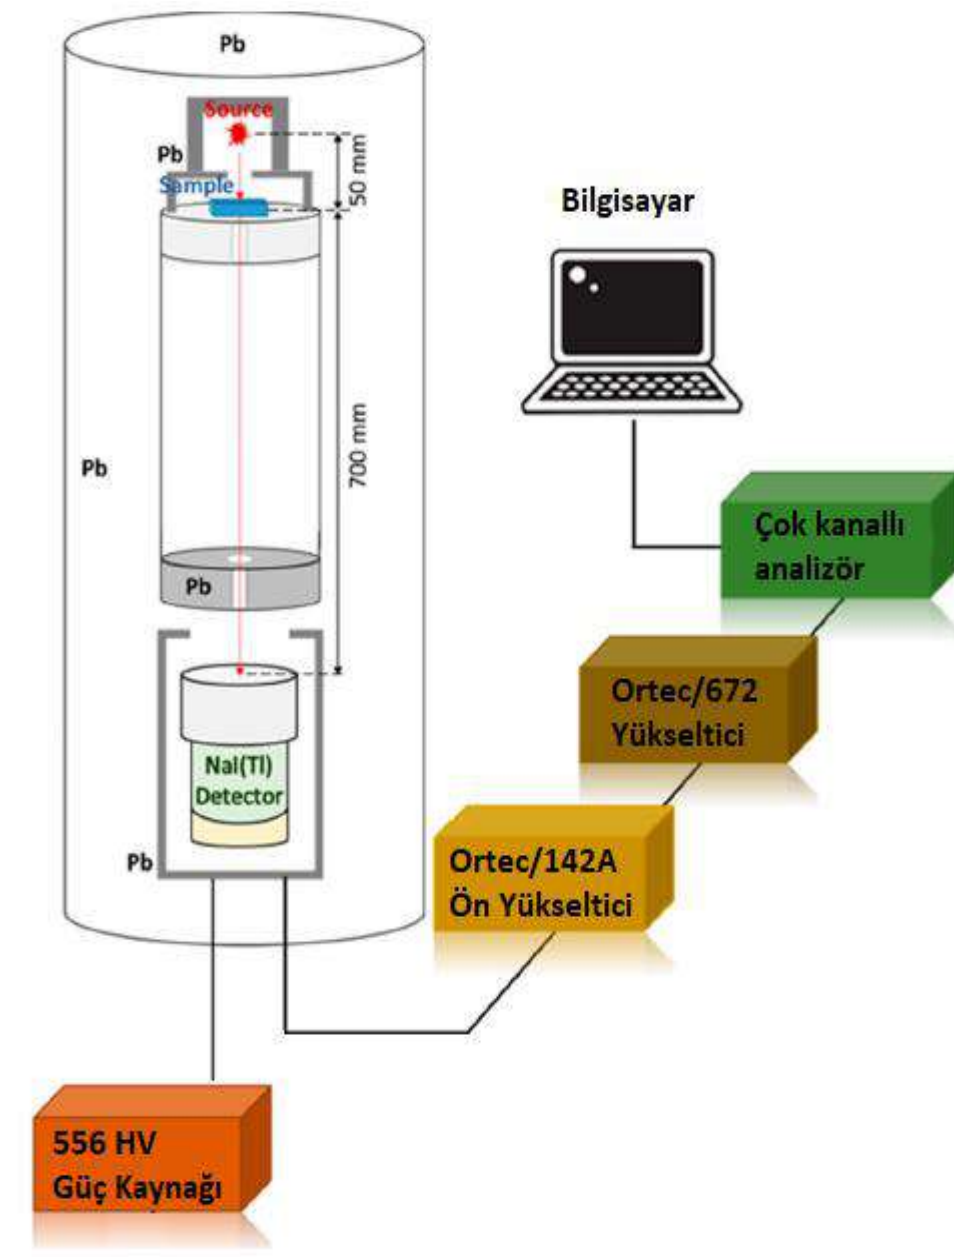 Pb
Source
Pb
Sample
50 mm
700 mm
Pb
Pb
NaI(Tl)
Detector
Pb
Bilgisayar
Çok kanallı
analizör
Ortec/672
Yükseltici
Ortec/142A
Ön Yükseltici
556 HV
Güç Kaynağı